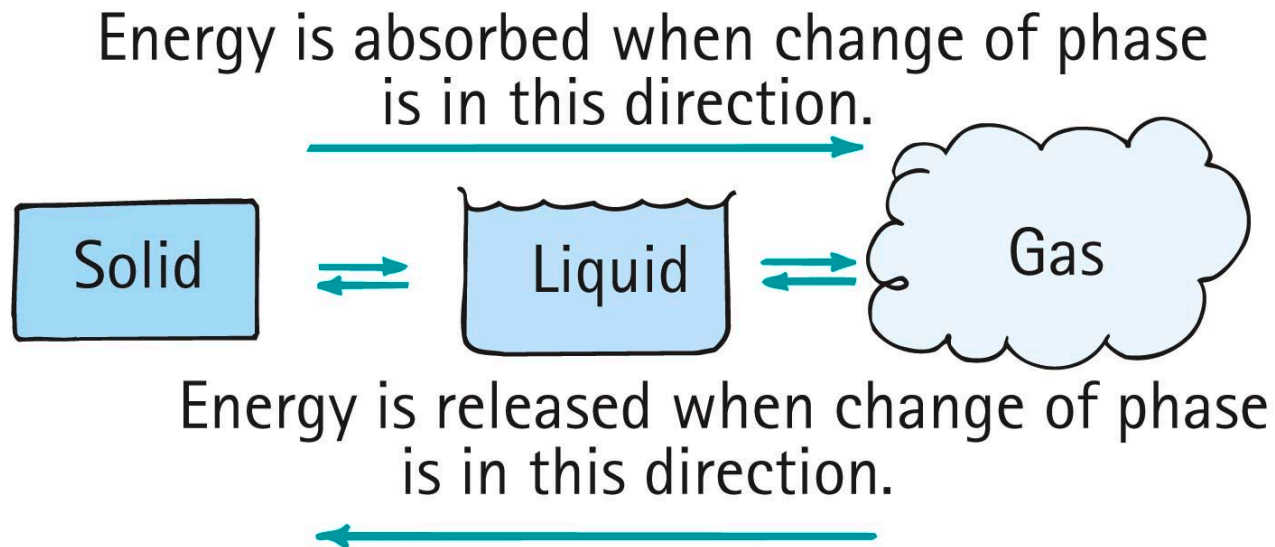 Energy is absorbed when change of phase
is in this direction.
Solid
Liquid
Gas
Energy is released when change of phase
is in this direction.